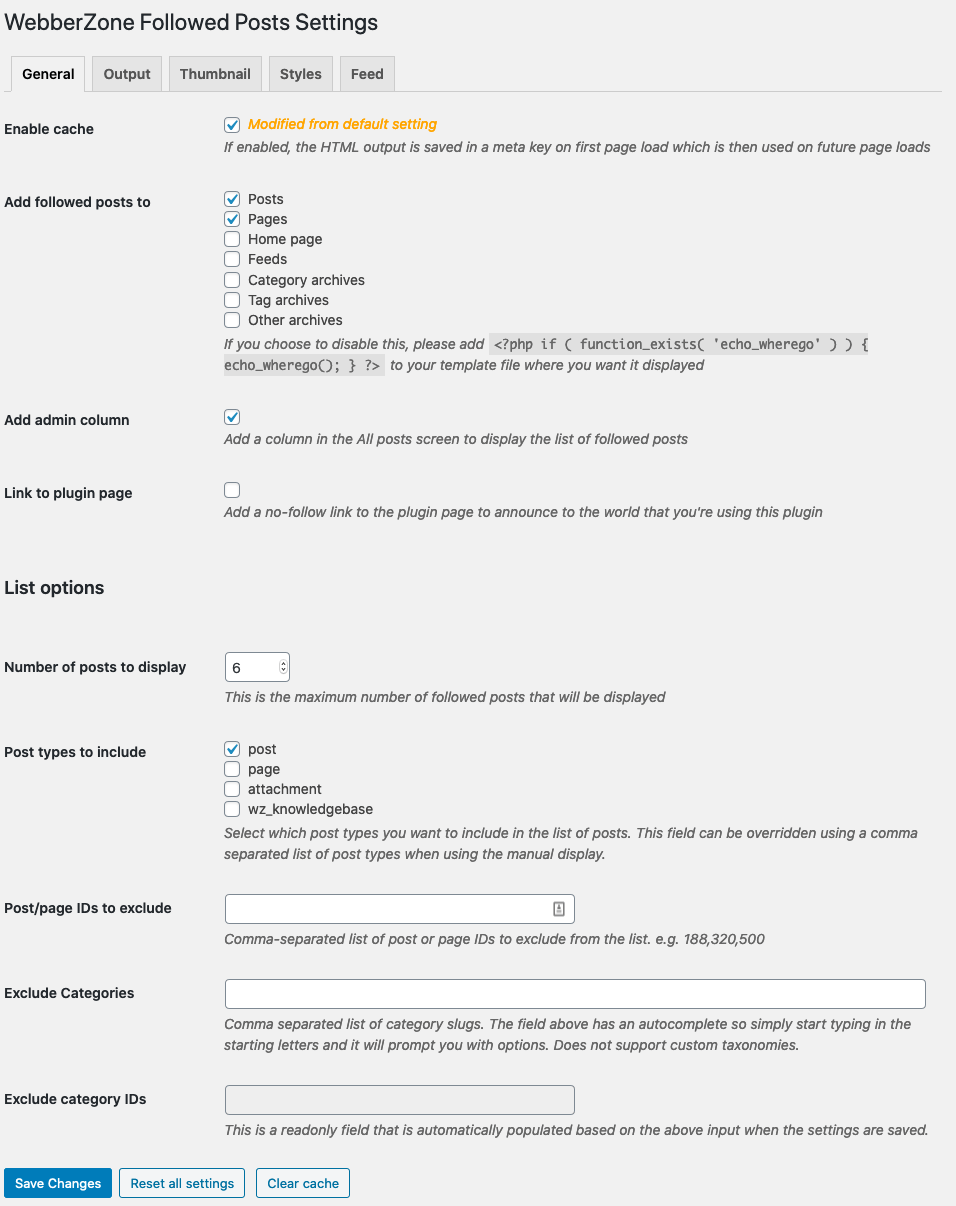 WebberZone Followed Posts Settings
General Output Thumbnail Styles Feed
Enable cache Modified from default setting
If enabled, the HTML output is saved in a meta key on first page load which is then used on future page loads
Add followed posts to Posts
Pages
Home page
Feeds
Category archives
Tag archives
Other archives
If you choose to disable this, please add <?php if ( function_exists( 'echo_wherego' ) ) {
echo_wherego(); } ?> to your template file where you want it displayed
Add admin column
Add a column in the All posts screen to display the list of followed posts
Link to plugin page
Add a no-follow link to the plugin page to announce to the world that you're using this plugin
List options
Number of posts to display 6
This is the maximum number of followed posts that will be displayed
Post types to include post
page
attachment
wz_knowledgebase
Select which post types you want to include in the list of posts. This field can be overridden using a comma
separated list of post types when using the manual display.
Post/page IDs to exclude
Comma-separated list of post or page IDs to exclude from the list. e.g. 188,320,500
Exclude Categories
Comma separated list of category slugs. The field above has an autocomplete so simply start typing in the
starting letters and it will prompt you with options. Does not support custom taxonomies.
Exclude category IDs
This is a readonly field that is automatically populated based on the above input when the settings are saved.
Save Changes Reset all settings Clear cache